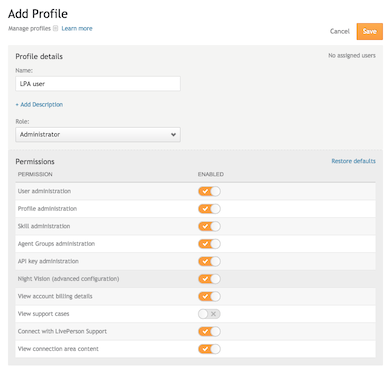 Add Profile
Manage profiles Learn more
Cancel Save
Profile details No assigned users
Name:
LPA user
+ Add Description
Role:
Administrator
Permissions Restore defaults
PERMISSION ENABLED
User administration
Profile administration
Skill administration
Agent Groups administration
API key administration
Night Vision (advanced configuration)
View account billing details
View support cases
Connect with LivePerson Support
View connection area content